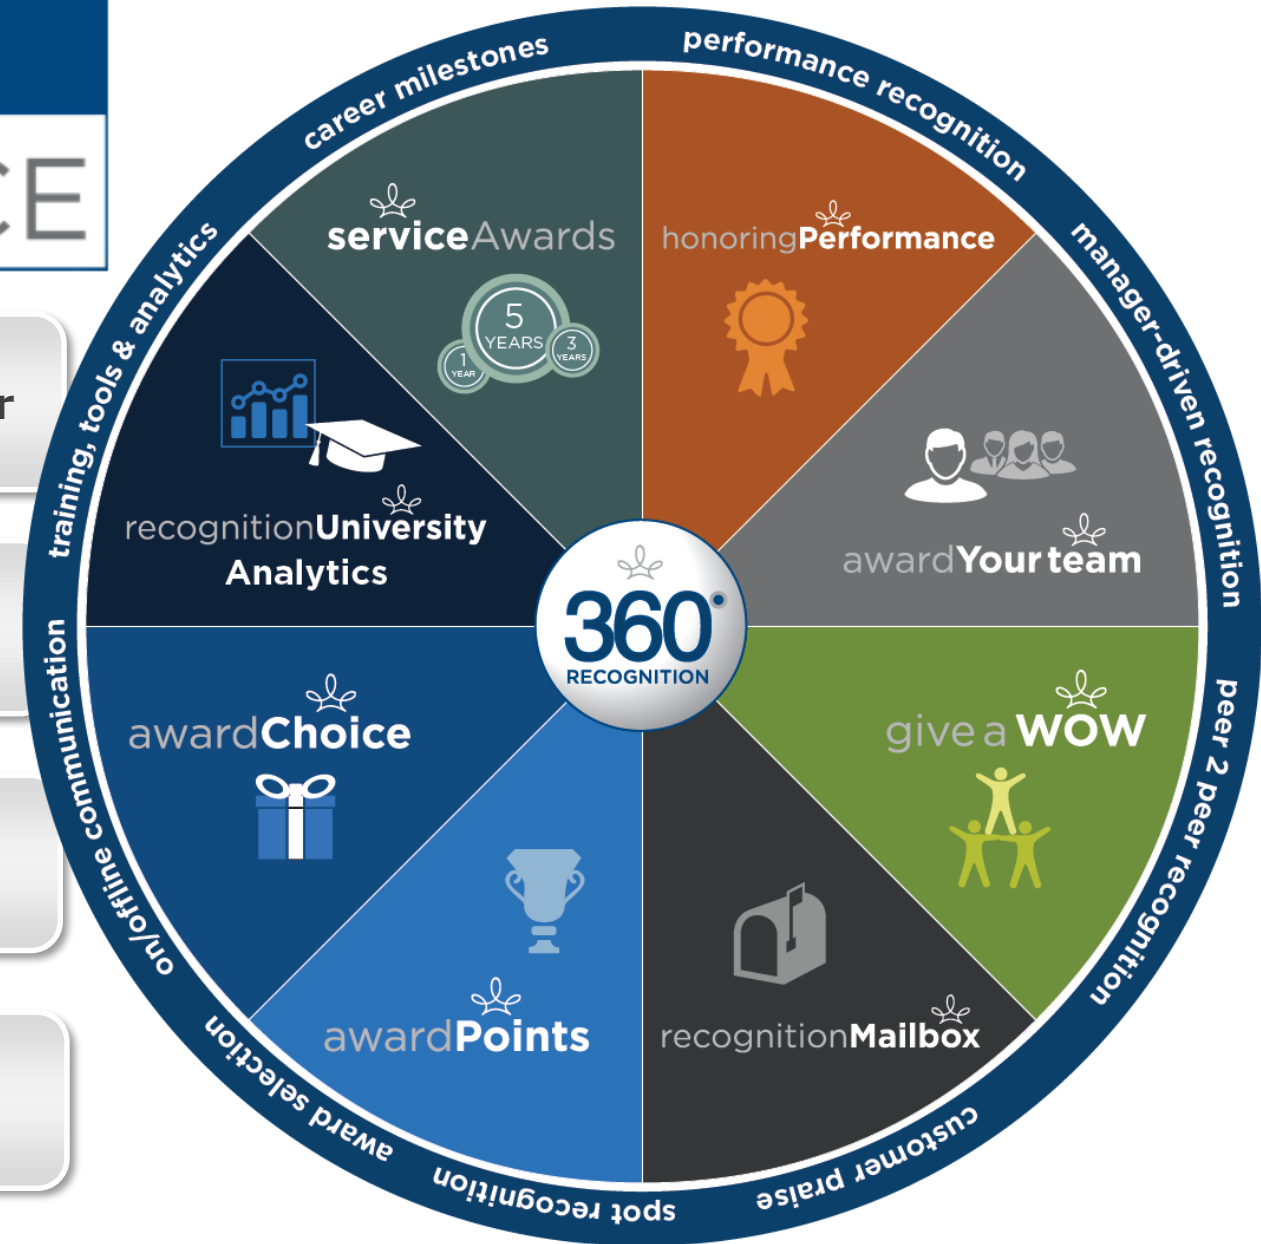 CE
r
career milestones
performance recognition
manager-driven recognition
peer 2 peer recognition
customer praise
spot recognition
award selection
on/offline communication
training, tools & analytics
serviceAwards
5
YEARS
1
YEAR
3
YEARS
honoringPerformance
awardYourteam
give a WOW
recognitionMailbox
awardPoints
awardChoice
recognitionUniversity
Analytics
360°
RECOGNITION